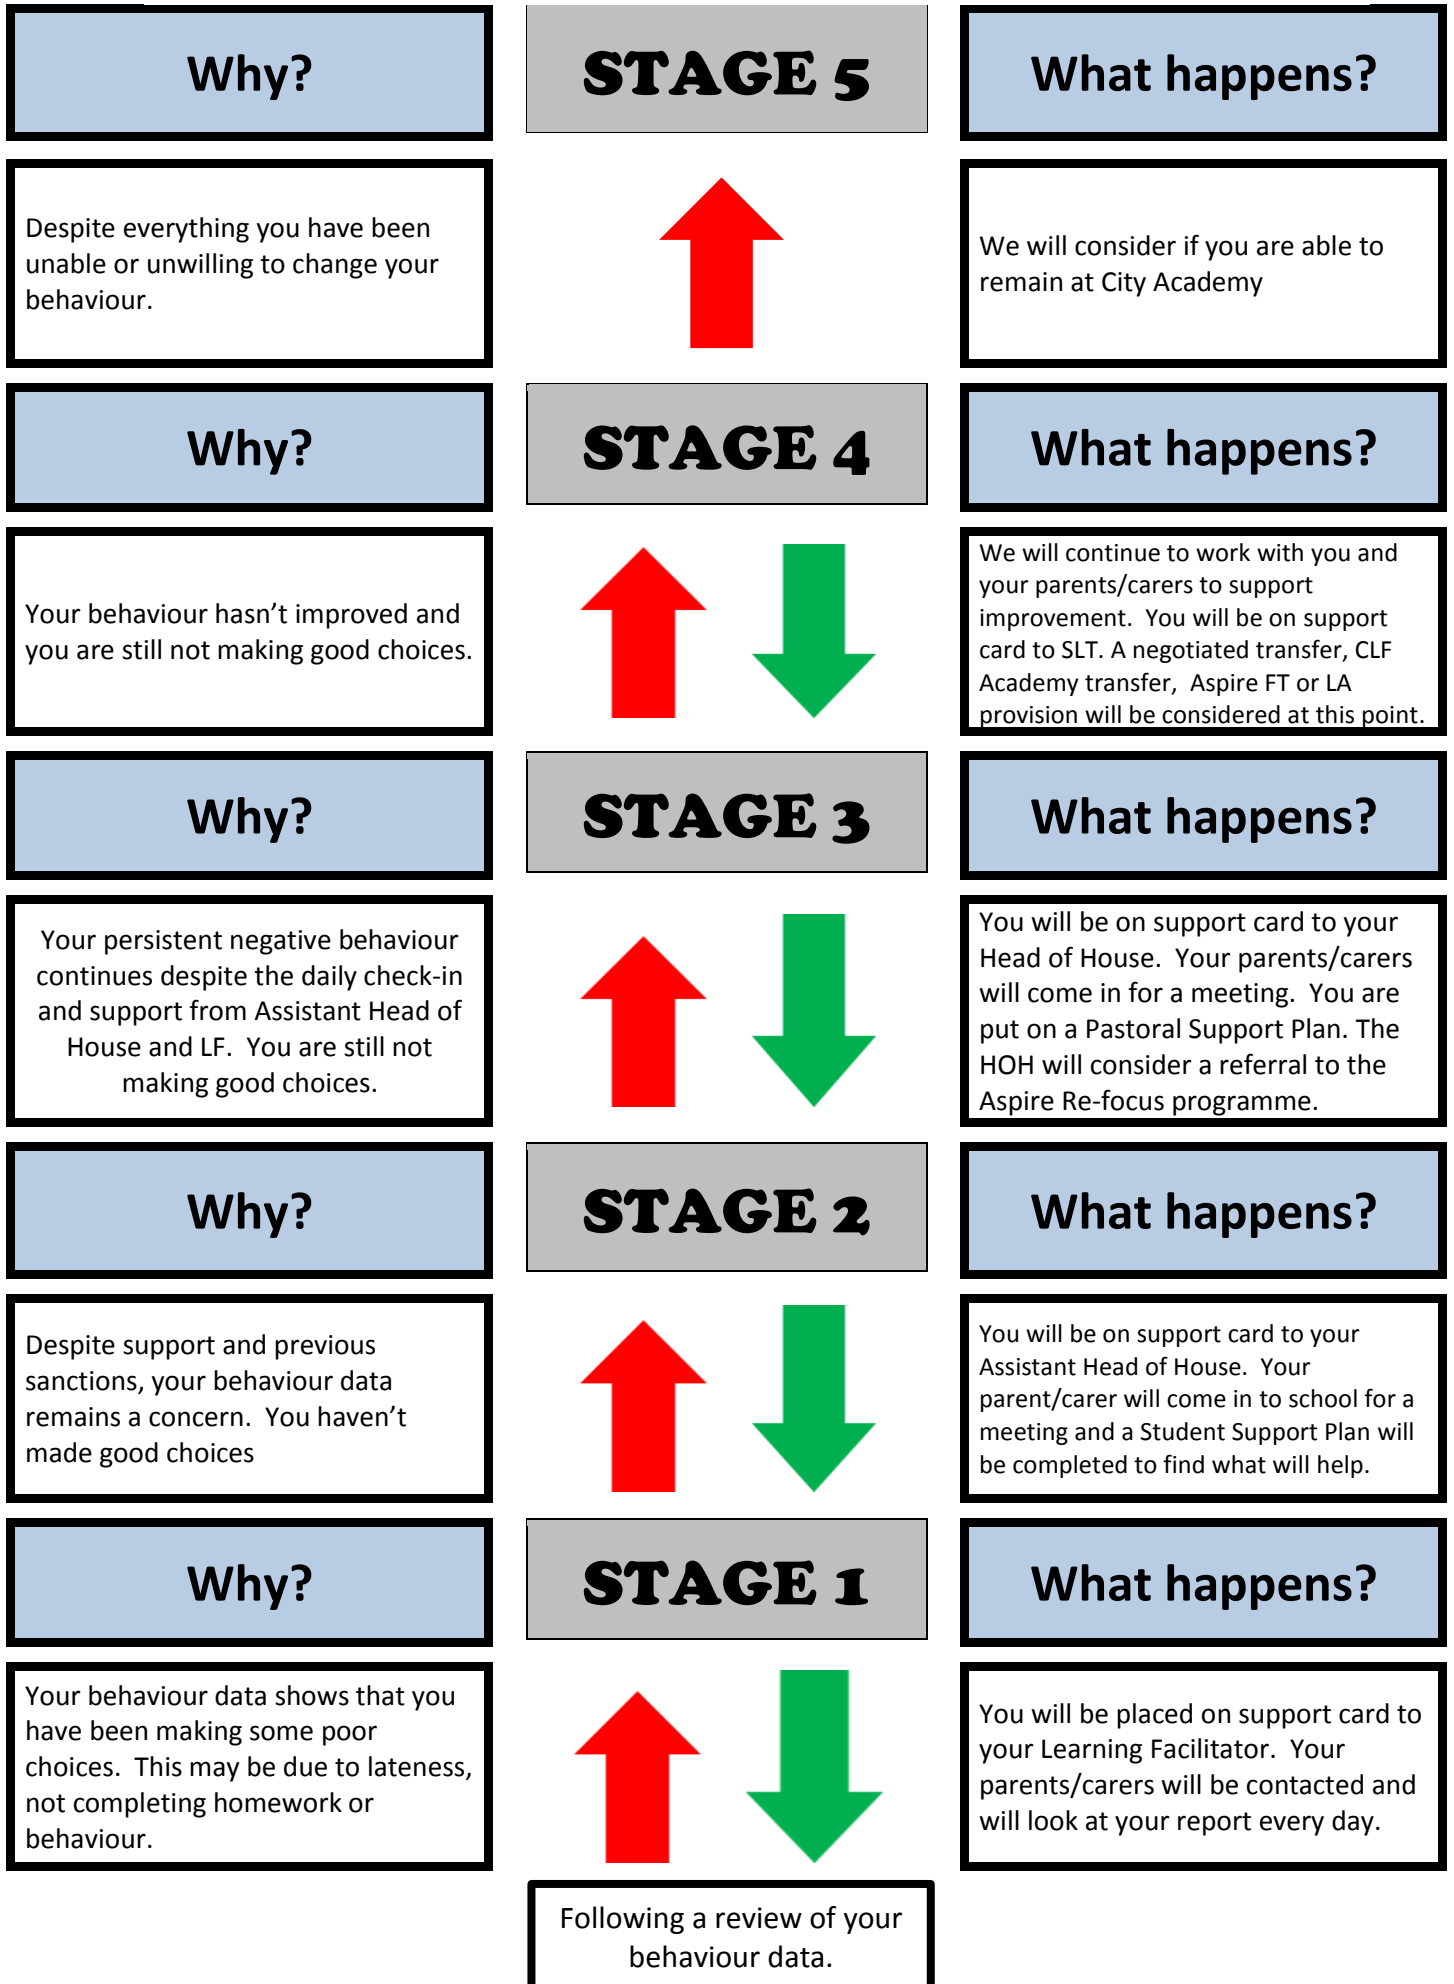 Why?
STAGE 5
What happens?
Despite everything you have been
unable or unwilling to change your
behaviour.
We will consider if you are able to
remain at City Academy
Why?
STAGE 4
What happens?
Your behaviour hasn’t improved and
you are still not making good choices.
We will continue to work with you and
your parents/carers to support
improvement.  You will be on support
card to SLT. A negotiated transfer, CLF
Academy transfer,  Aspire FT or LA
provision will be considered at this point.
Why?
STAGE 3
What happens?
Your persistent negative behaviour
continues despite the daily check-in
and support from Assistant Head of
House and LF.  You are still not
making good choices.
You will be on support card to your
Head of House.  Your parents/carers
will come in for a meeting.  You are
put on a Pastoral Support Plan. The
HOH will consider a referral to the
Aspire Re-focus programme.
Why?
STAGE 2
What happens?
Despite support and previous
sanctions, your behaviour data
remains a concern.  You haven’t
made good choices
You will be on support card to your
Assistant Head of House.  Your
parent/carer will come in to school for a
meeting and a Student Support Plan will
be completed to find what will help.
Why?
STAGE 1
What happens?
Your behaviour data shows that you
have been making some poor
choices.  This may be due to lateness,
not completing homework or
behaviour.
You will be placed on support card to
your Learning Facilitator.  Your
parents/carers will be contacted and
will look at your report every day.
Following a review of your
behaviour data.